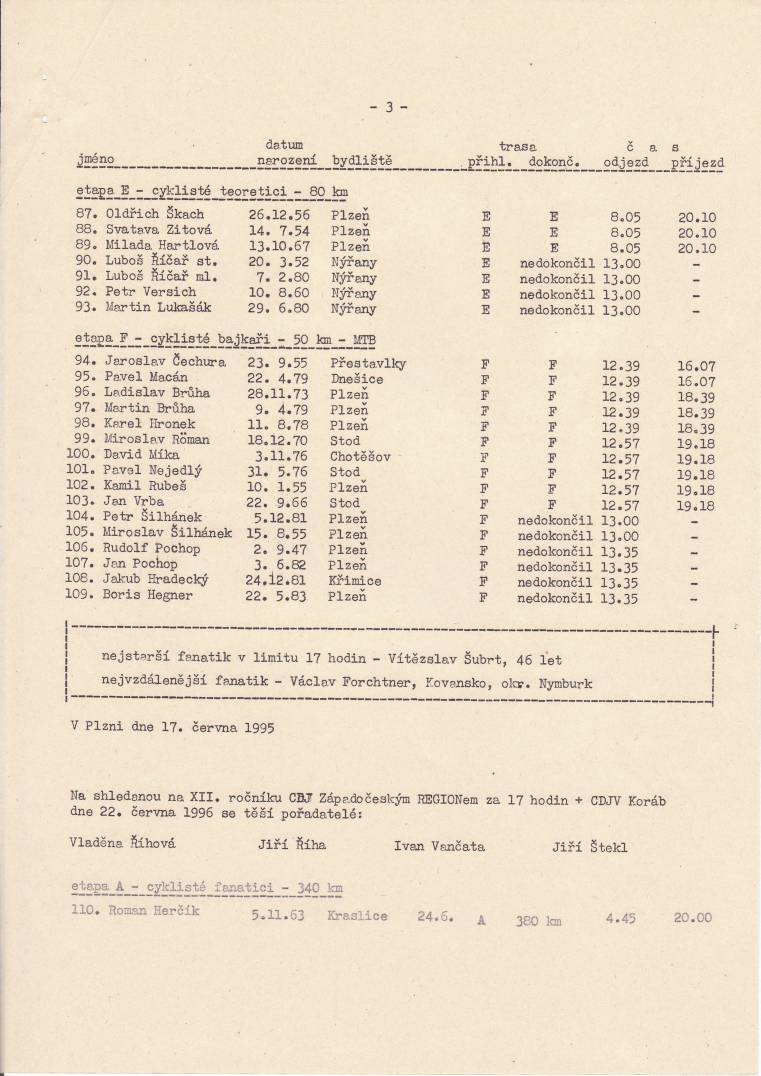 - 3 -
datum trasa č a s
jméno narození bydliště přihl. dokonč. odjezd příjezd
etapa E - cyklisté teoretici - 80 km
87. Oldřich Škach 26.12.56 Plzeň E E 8.05 20.10
88. Svatava Zitová 14. 7.54 Plzeň E E 8.05 20.10
89. Milada Hartlová 13.10.67 Plzeň E E 8.05 20.10
90. Luboš Říčař st. 20. 3.52 Nýřany E nedokončil 13.00 -
91. Luboš Říčař ml. 7. 2.80 Nýřany E nedokončil 13.00 -
92. Petr Versich 10. 8.60 Nýřany E nedokončil 13.00 -
93. Martin Lukašák 29. 6.80 Nýřany E nedokončil 13.00 -
etapa F - cyklisté bajkaři - 50 km - MTB
94. Jaroslav Čechura 23. 9.55 Přestavlky F F 12.39 16.07
95. Pavel Macán 22. 4.79 Dnešice F F 12.39 16.07
96. Ladislav Brůha 28.11.73 Plzeň F F 12.39 18.39
97. Martin Brůha 9. 4.79 Plzeň F F 12.39 18.39
98. Karel Hronek 11. 8.78 Plzeň F F 12.39 18.39
99. Miroslav Röman 18.12.70 Stod F F 12.57 19.18
100. David Míka 3.11.76 Chotěšov F F 12.57 19.18
101. Pavel Nejedlý 31. 5.76 Stod F F 12.57 19.18
102. Kamil Rubeš 10. 1.55 Plzeň F F 12.57 19.18
103. Jan Vrba 22. 9.66 Stod F F 12.57 19.18
104. Petr Šilhánek 5.12.81 Plzeň F nedokončil 13.00 -
105. Miroslav Šilhánek 15. 8.55 Plzeň F nedokončil 13.00 -
106. Rudolf Pochop 2. 9.47 Plzeň F nedokončil 13.35 -
107. Jan Pochop 3. 6.82 Plzeň F nedokončil 13.35 -
108. Jakub Hradecký 24.12.81 Křimice F nedokončil 13.35 -
109. Boris Hegner 22. 5.83 Plzeň F nedokončil 13.35 -
nejstarší fanatik v limitu 17 hodin - Vítězslav Šubrt, 46 let
nejvzdálenější fanatik - Václav Forchtner, Kovansko, okr. Nymburk
V Plzni dne 17. června 1995
Na shledanou na XII. ročníku CDJ Západočeským REGIONem za 17 hodin + CDJV Koráb
dne 22. června 1996 se těší pořadatelé:
Vladěna Říhová Jiří Říha Ivan Vančata Jiří Štekl
etapa A - cyklisté fanatici - 340 km
110. Roman Herčík 5.11.63 Kraslice 24.6. A 380 km 4.45 20.00